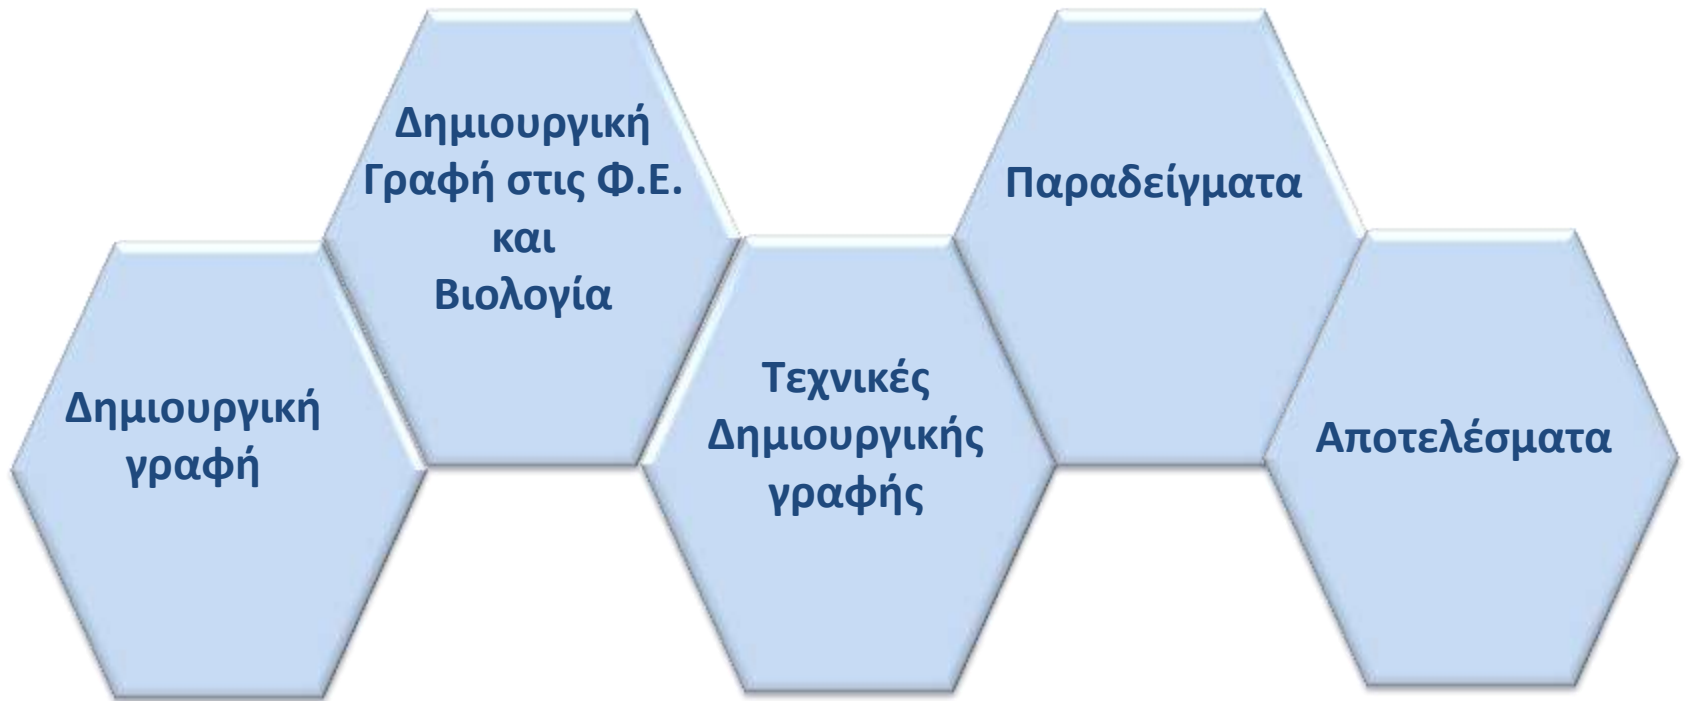 Δημιουργική
γραφή
Δημιουργική
Γραφή στις Φ.Ε.
και
Βιολογία
Τεχνικές
Δημιουργικής
γραφής
Παραδείγματα
Αποτελέσματα